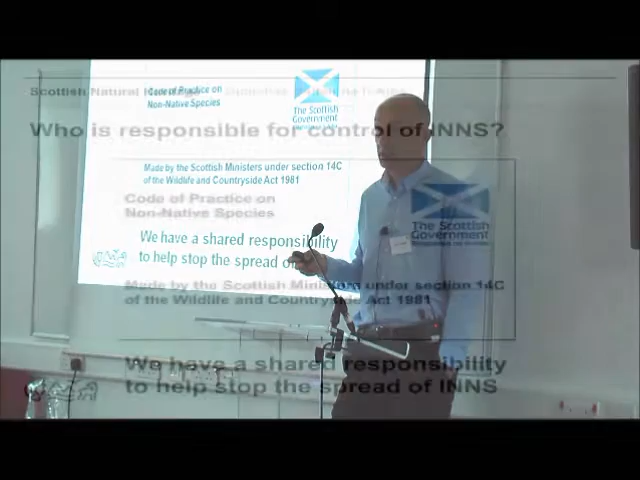 Code of Practice on
Non-Native Species
The Scottish
Government
Made by the Scottish Ministers under section 14C
of the Wildlife and Countryside Act 1981
We have a shared responsibility
to help stop the spread
Scottish Natural
Who is responsible for control of INNS?
Code of Practice on
Non-Native Species
The Scottish
Government
Made by the Scottish Ministers under section 14C
of the Wildlife and Countryside Act 1981
We have a shared responsibility
to help stop the spread of INNS